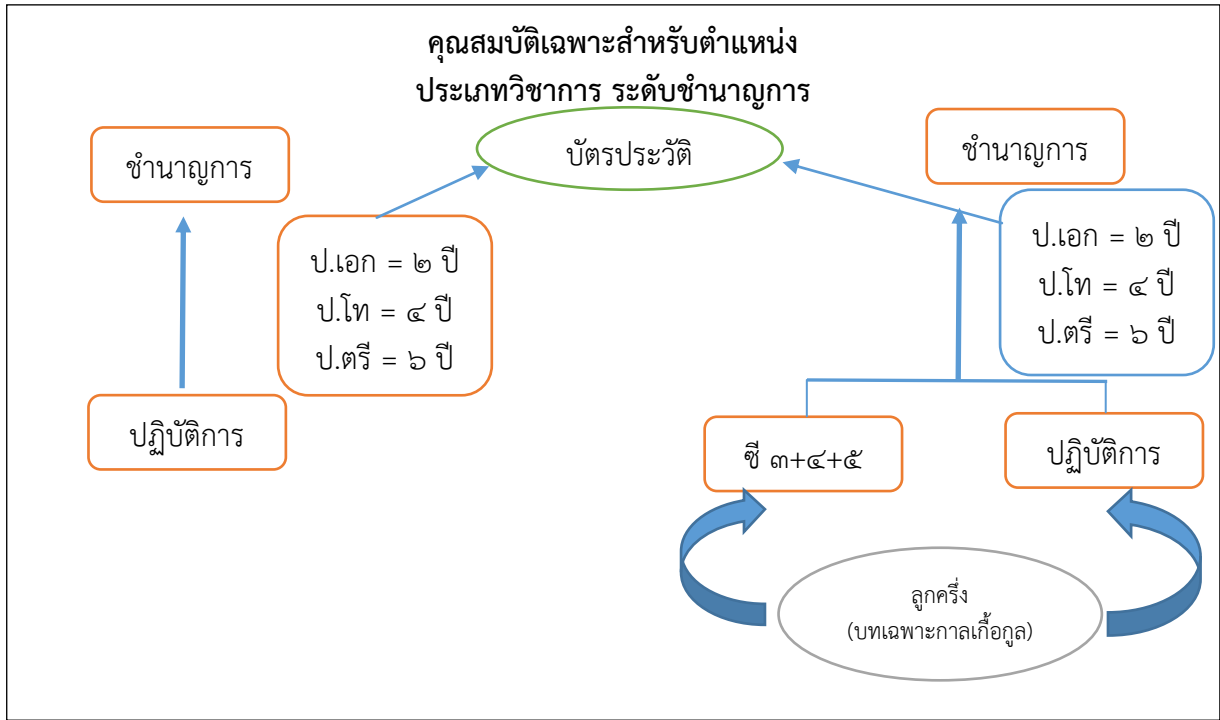 คุณสมบัติเฉพาะสำหรับตำแหน่ง
ประเภทวิชาการ ระดับชำนาญการ
บัตรประวัติ
ชำนาญการ
ป.เอก = ๒ ปี
ป.โท = ๔ ปี
ป.ตรี = ๖ ปี
ปฏิบัติการ
ชำนาญการ
ป.เอก = ๒ ปี
ป.โท = ๔ ปี
ป.ตรี = ๖ ปี
ซี ๓+๔+๕
ปฏิบัติการ
ลูกครึ่ง
(บทเฉพาะกาลเกื้อกูล)